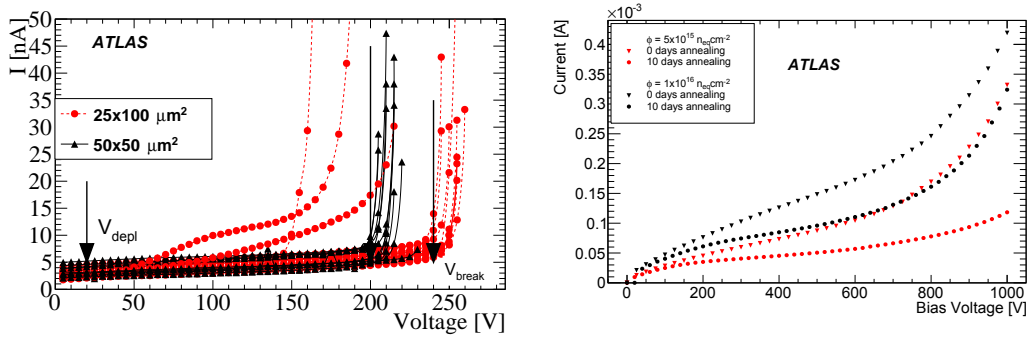 I [nA]
50
45
40
35
30
25
20
15
10
5
0
ATLAS
25x100 μm²
50x50 μm²
V_depl
V_break
0 50 100 150 200 250
Voltage [V]
×10⁻³
Current [A]
0.4
0.35
0.3
0.25
0.2
0.15
0.1
0.05
0
ϕ = 5x10¹⁵ n_eq cm⁻²
0 days annealing
10 days annealing
ϕ = 1x10¹⁶ n_eq cm⁻²
0 days annealing
10 days annealing
ATLAS
0 200 400 600 800 1000
Bias Voltage [V]